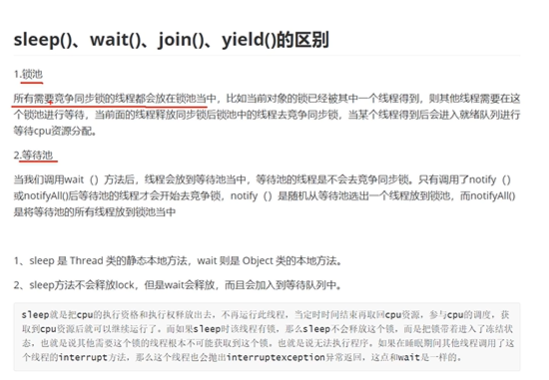 sleep()、wait()、join()、yield()的区别
1.锁池
所有需要竞争同步锁的线程都会放在锁池当中，比如当前对象的锁已经被其中一个线程得到，则其他线程需要在这
个锁池进行等待，当前面的线程释放同步锁后锁池中的线程去竞争同步锁，当某个线程得到后会进入就绪队列进行
等待cpu资源分配。
2.等待池
当我们调用wait（）方法后，线程会放到等待池当中，等待池的线程是不会去竞争同步锁。只有调用了notify（）
或notifyAll()后等待池的线程才会开始去竞争锁，notify（）是随机从等待池选出一个线程放到锁池，而notifyAll()
是将等待池的所有线程放到锁池当中
1、sleep 是 Thread 类的静态本地方法，wait 则是 Object 类的本地方法。
2、sleep方法不会释放lock，但是wait会释放，而且会加入到等待队列中。
sleep就是把cpu的执行资格和执行权释放出去，不再运行此线程，当定时时间结束再取回cpu资源，参与cpu的调度，获
取到cpu资源后就可以继续运行了。而如果sleep时该线程有锁，那么sleep不会释放这个锁，而是把锁带着进入了冻结状
态，也就是说其他需要这个锁的线程根本不可能获取到这个锁。也就是说无法执行程序。如果在睡眠期间其他线程调用了这
个线程的interrupt方法，那么这个线程也会抛出interruptexception异常返回，这点和wait是一样的。